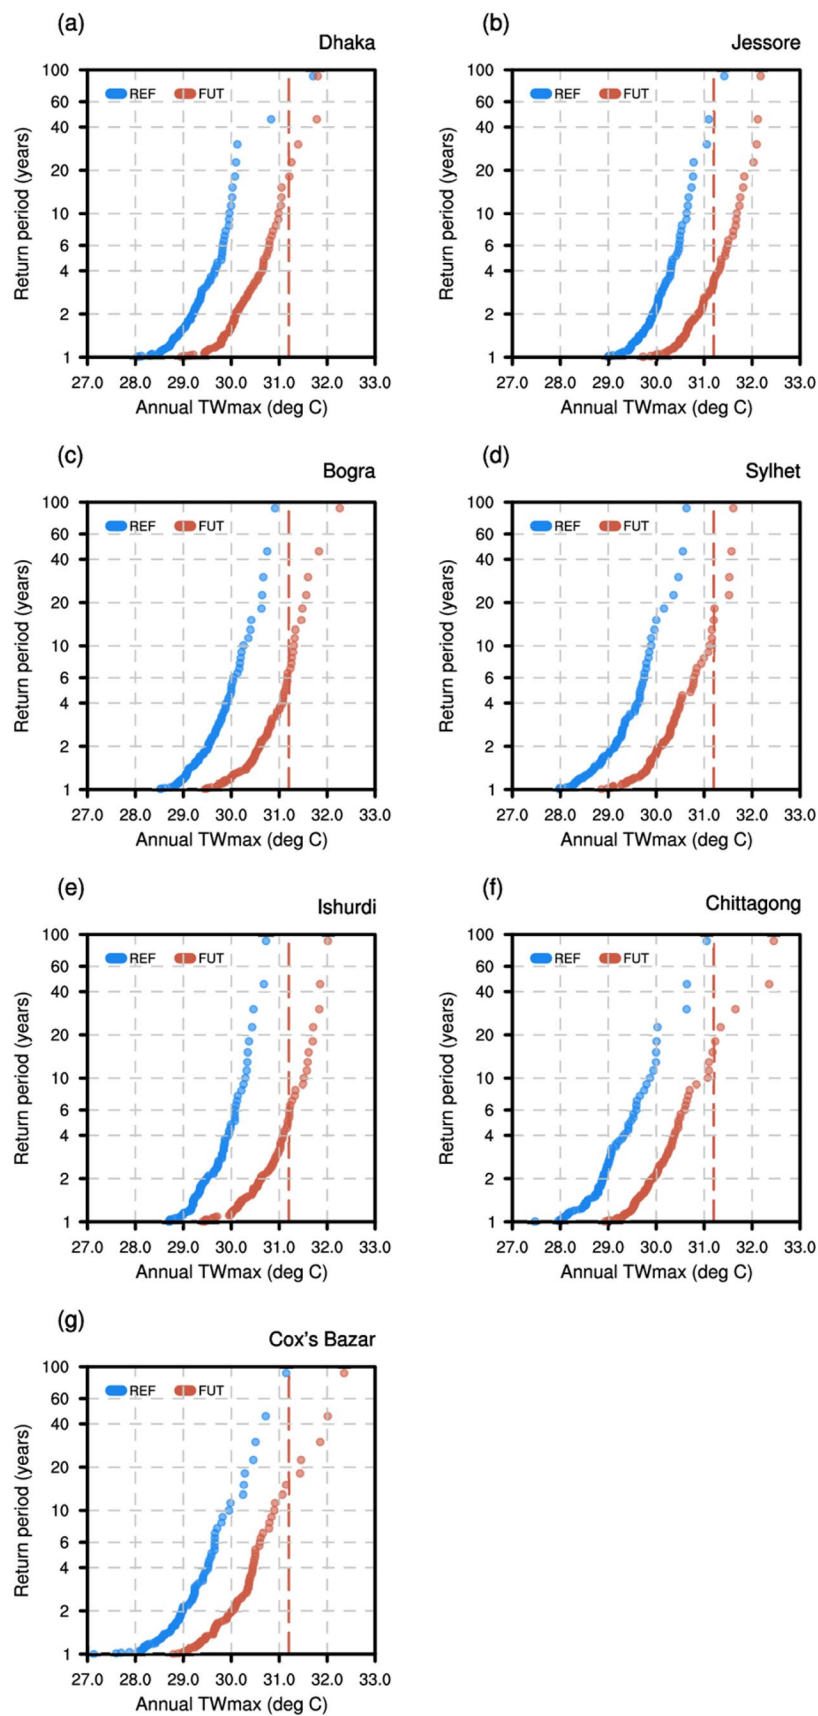 (a)
Dhaka
100
60
40
20
10
6
4
2
1
REF FUT
Return period (years)
27.0 28.0 29.0 30.0 31.0 32.0 33.0
Annual TWmax (deg C)
(b)
Jessore
100
60
40
20
10
6
4
2
1
REF FUT
Return period (years)
27.0 28.0 29.0 30.0 31.0 32.0 33.0
Annual TWmax (deg C)
(c)
Bogra
100
60
40
20
10
6
4
2
1
REF FUT
Return period (years)
27.0 28.0 29.0 30.0 31.0 32.0 33.0
Annual TWmax (deg C)
(d)
Sylhet
100
60
40
20
10
6
4
2
1
REF FUT
Return period (years)
27.0 28.0 29.0 30.0 31.0 32.0 33.0
Annual TWmax (deg C)
(e)
Ishurdi
100
60
40
20
10
6
4
2
1
REF FUT
Return period (years)
27.0 28.0 29.0 30.0 31.0 32.0 33.0
Annual TWmax (deg C)
(f)
Chittagong
100
60
40
20
10
6
4
2
1
REF FUT
Return period (years)
27.0 28.0 29.0 30.0 31.0 32.0 33.0
Annual TWmax (deg C)
(g)
Cox's Bazar
100
60
40
20
10
6
4
2
1
REF FUT
Return period (years)
27.0 28.0 29.0 30.0 31.0 32.0 33.0
Annual TWmax (deg C)